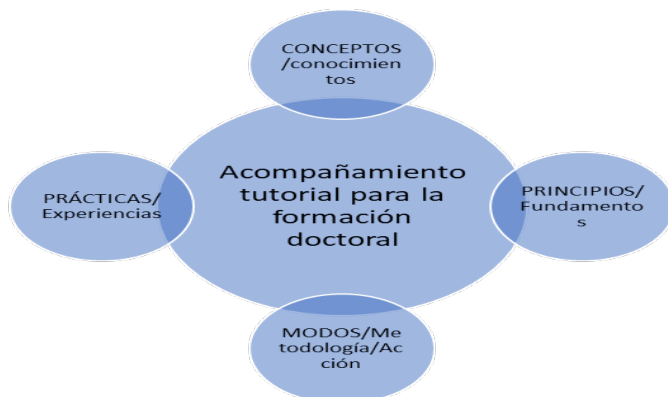 CONCEPTOS
/conocimien
tos
Acompañamiento
tutorial para la
formación
doctoral
PRÁCTICAS/
Experiencias
PRINCIPIOS/
Fundamento
s
MODOS/Me
todología/Ac
ción